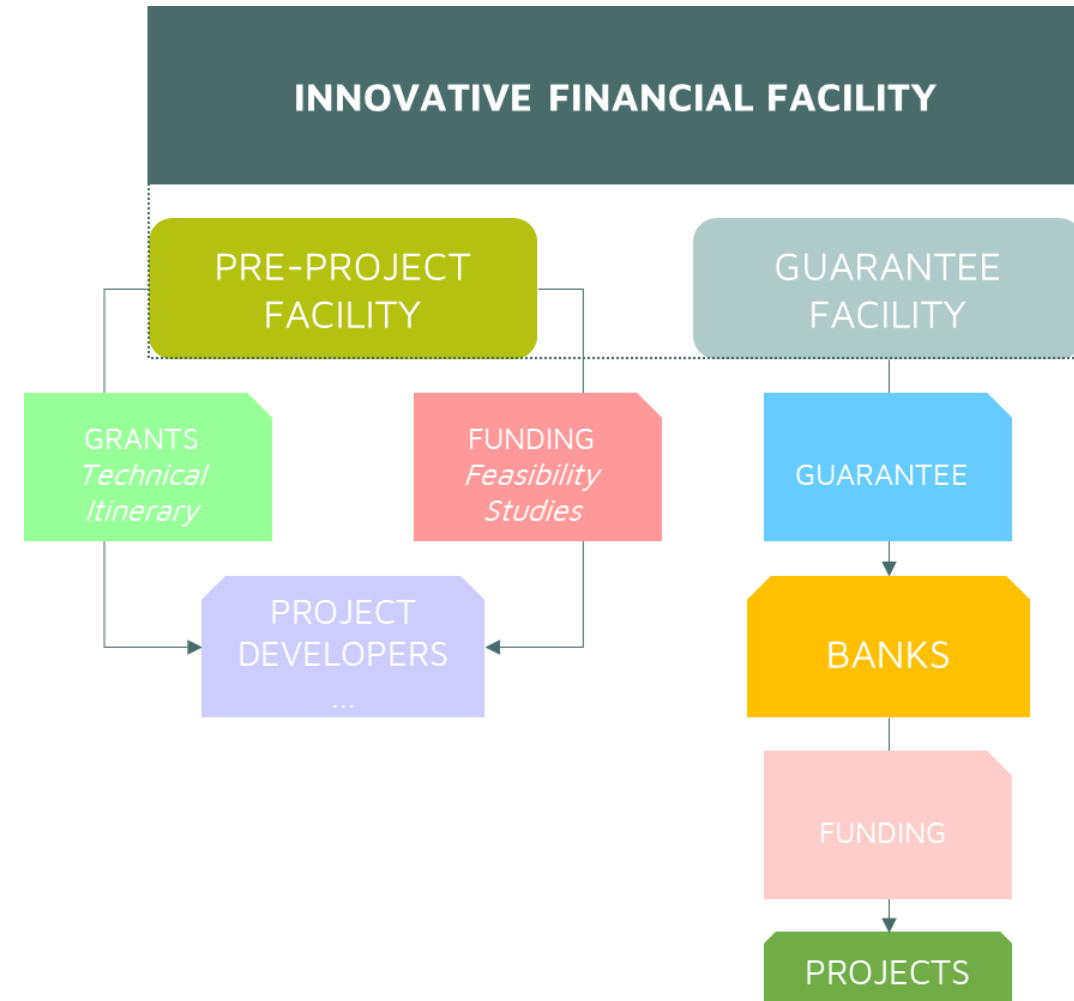 INNOVATIVE FINANCIAL FACILITY
PRE-PROJECT
FACILITY
GUARANTEE
FACILITY
GRANTS
Technical
Itinerary
FUNDING
Feasibility
Studies
GUARANTEE
PROJECT
DEVELOPERS
...
BANKS
FUNDING
PROJECTS